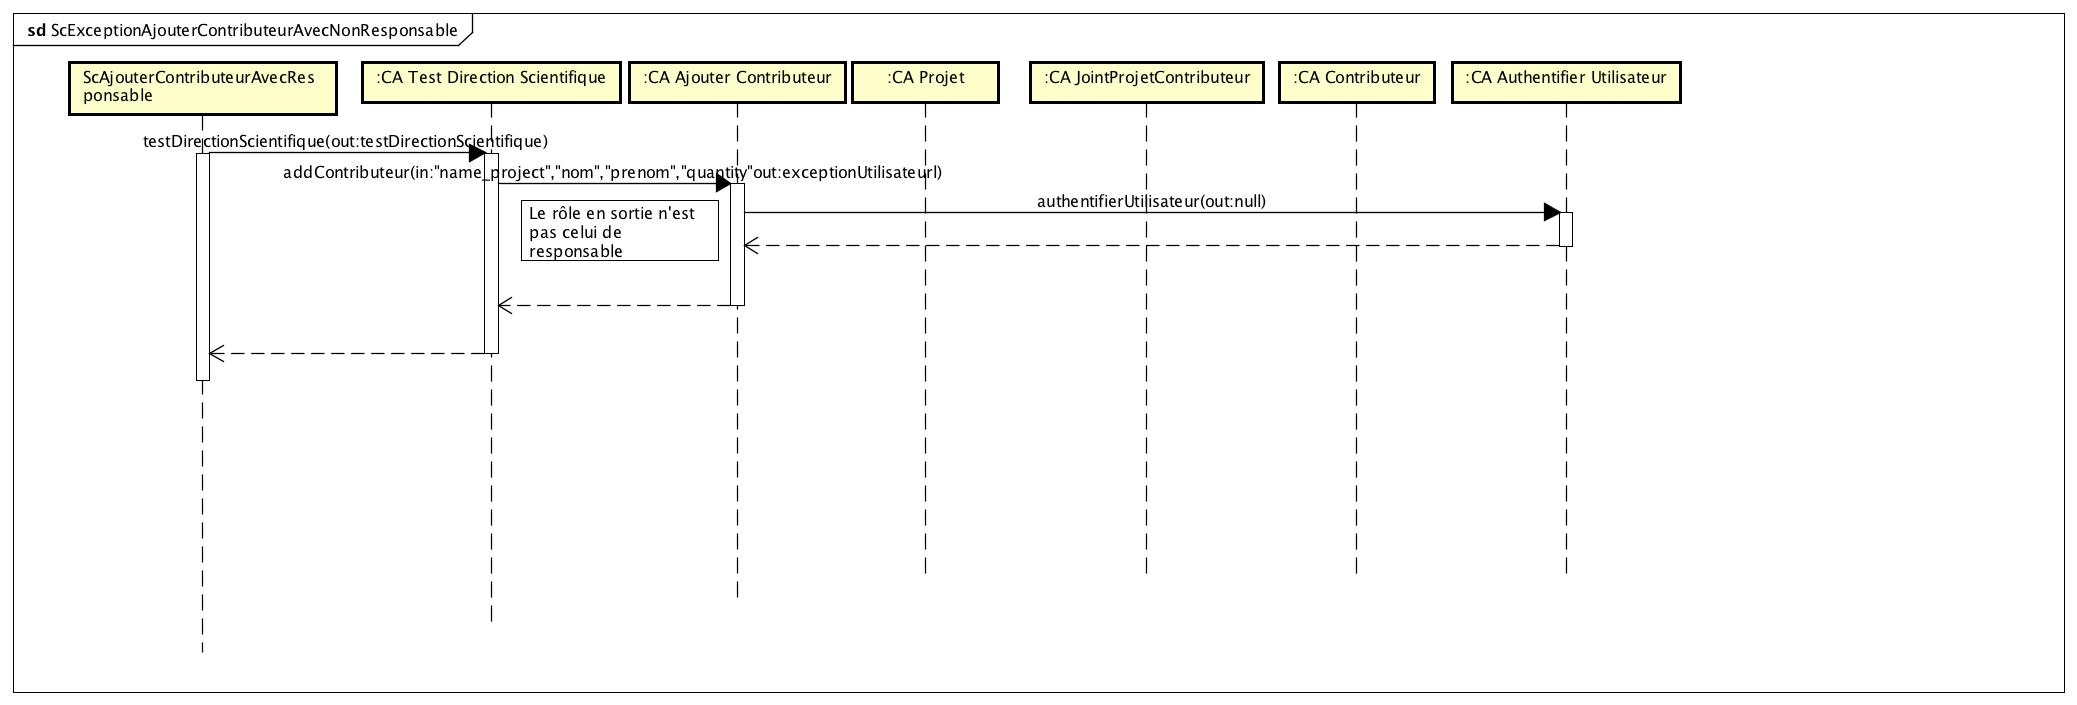 sd ScExceptionAjouterContributeurAvecNonResponsable
ScAjouterContributeurAvecRes
ponsable
:CA Test Direction Scientifique
:CA Ajouter Contributeur
:CA Projet
:CA JointProjetContributeur
:CA Contributeur
:CA Authentifier Utilisateur
testDirectionScientifique(out:testDirectionScientifique)
addContributeur(in:"name_project","nom","prenom","quantity"out:exceptionUtilisateurl)
authentifierUtilisateur(out:null)
Le rôle en sortie n'est
pas celui de
responsable